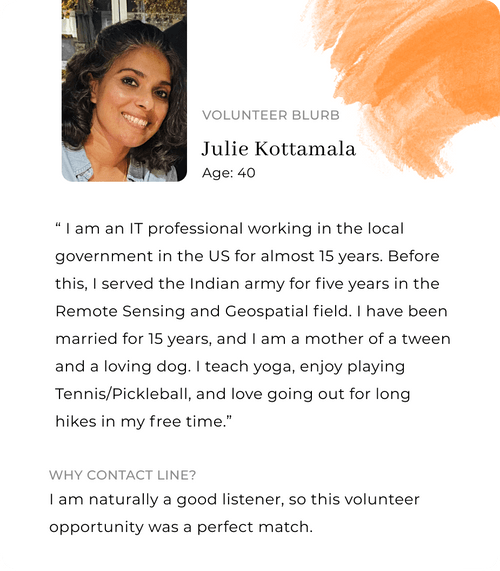 VOLUNTEER BLURB
Julie Kottamala
Age: 40
“ I am an IT professional working in the local
government in the US for almost 15 years. Before
this, I served the Indian army for five years in the
Remote Sensing and Geospatial field. I have been
married for 15 years, and I am a mother of a tween
and a loving dog. I teach yoga, enjoy playing
Tennis/Pickleball, and love going out for long
hikes in my free time.”
WHY CONTACT LINE?
I am naturally a good listener, so this volunteer
opportunity was a perfect match.